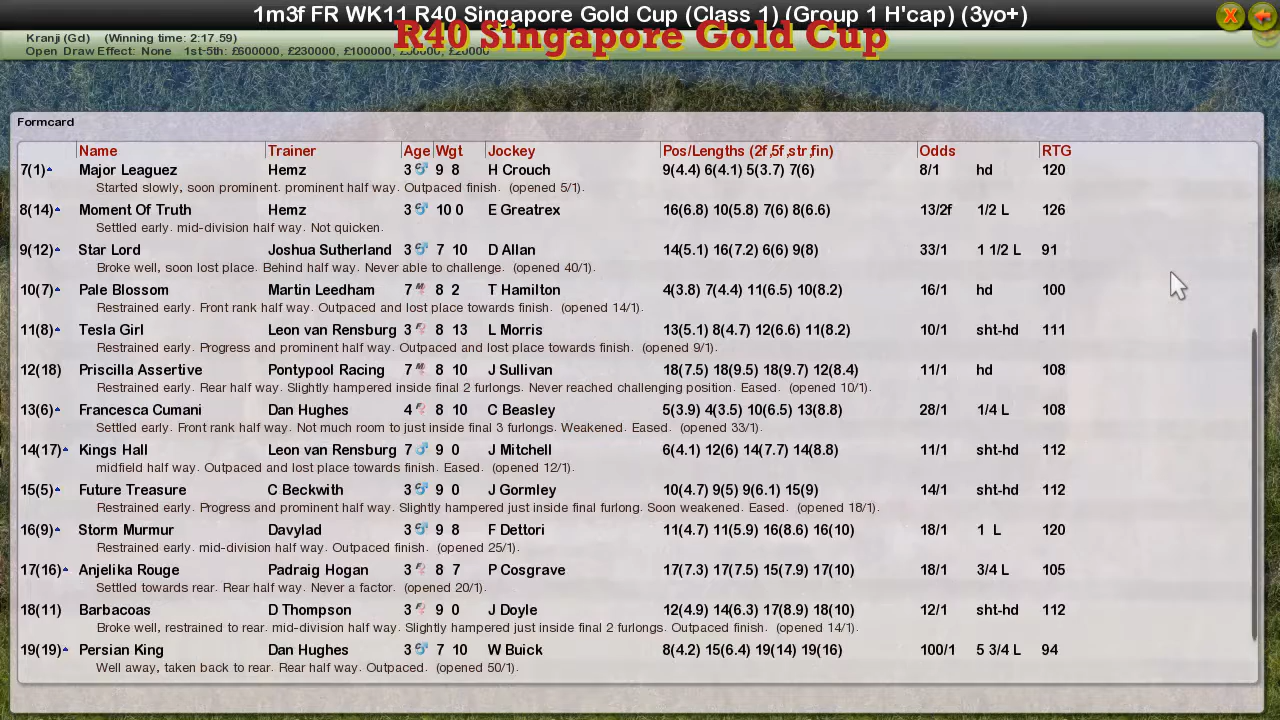 1m3f FR WK11 R40 Singapore Gold Cup (Class 1) (Group 1 H'cap) (3yo+)
R40 Singapore Gold Cup
Kranji (Gd) (Winning time: 2:17.59)
Open Draw Effect: None 1st-5th: £600000, £230000, £100000, £20000
Formcard
Name Trainer Age Wgt Jockey Pos/Lengths (2f,5f,str,fin) Odds RTG
7(1) Major Leaguez Hemz 3 9 8 H Crouch 9(4.4) 6(4.1) 5(3.7) 7(6) 8/1 hd 120
Started slowly, soon prominent. prominent half way. Outpaced finish. (opened 5/1).
8(14) Moment Of Truth Hemz 3 10 0 E Greatrex 16(6.8) 10(5.8) 7(6) 8(6.6) 13/2f 1/2 L 126
Settled early. mid-division half way. Not quicken.
9(12) Star Lord Joshua Sutherland 3 7 10 D Allan 14(5.1) 16(7.2) 6(6) 9(8) 33/1 1 1/2 L 91
Broke well, soon lost place. Behind half way. Never able to challenge. (opened 40/1).
10(7) Pale Blossom Martin Leedham 7 8 2 T Hamilton 4(3.8) 7(4.4) 11(6.5) 10(8.2) 16/1 hd 100
Restrained early. Front rank half way. Outpaced and lost place towards finish. (opened 14/1).
11(8) Tesla Girl Leon van Rensburg 3 8 13 L Morris 13(5.1) 8(4.7) 12(6.6) 11(8.2) 10/1 sht-hd 111
Restrained early. Progress and prominent half way. Outpaced and lost place towards finish. (opened 9/1).
12(18) Priscilla Assertive Pontypool Racing 7 8 10 J Sullivan 18(7.5) 18(9.5) 18(9.7) 12(8.4) 11/1 hd 108
Restrained early. Rear half way. Slightly hampered inside final 2 furlongs. Never reached challenging position. Eased. (opened 10/1).
13(6) Francesca Cumani Dan Hughes 4 8 10 C Beasley 5(3.9) 4(3.5) 10(6.5) 13(8.8) 28/1 1/4 L 108
Settled early. Front rank half way. Not much room to just inside final 3 furlongs. Weakened. Eased. (opened 33/1).
14(17) Kings Hall Leon van Rensburg 7 9 0 J Mitchell 6(4.1) 12(6) 14(7.7) 14(8.8) 11/1 sht-hd 112
midfield half way. Outpaced and lost place towards finish. Eased. (opened 12/1).
15(5) Future Treasure C Beckwith 3 9 0 J Gormley 10(4.7) 9(5) 9(6.1) 15(9) 14/1 sht-hd 112
Restrained early. Progress and prominent half way. Slightly hampered just inside final furlong. Soon weakened. Eased. (opened 18/1).
16(9) Storm Murmur Davylad 3 9 8 F Dettori 11(4.7) 11(5.9) 16(8.6) 16(10) 18/1 1 L 120
Restrained early. mid-division half way. Outpaced finish. (opened 25/1).
17(16) Anjelika Rouge Padraig Hogan 3 8 7 P Cosgrave 17(7.3) 17(7.5) 15(7.9) 17(10) 18/1 3/4 L 105
Settled towards rear. Rear half way. Never a factor. (opened 20/1).
18(11) Barbacoas D Thompson 3 9 0 J Doyle 12(4.9) 14(6.3) 17(8.9) 18(10) 12/1 sht-hd 112
Broke well, restrained to rear. mid-division half way. Slightly hampered just inside final 2 furlongs. Outpaced finish. (opened 14/1).
19(19) Persian King Dan Hughes 3 7 10 W Buick 8(4.2) 15(6.4) 19(14) 19(16) 100/1 5 3/4 L 94
Well away, taken back to rear. Rear half way. Outpaced. (opened 50/1).